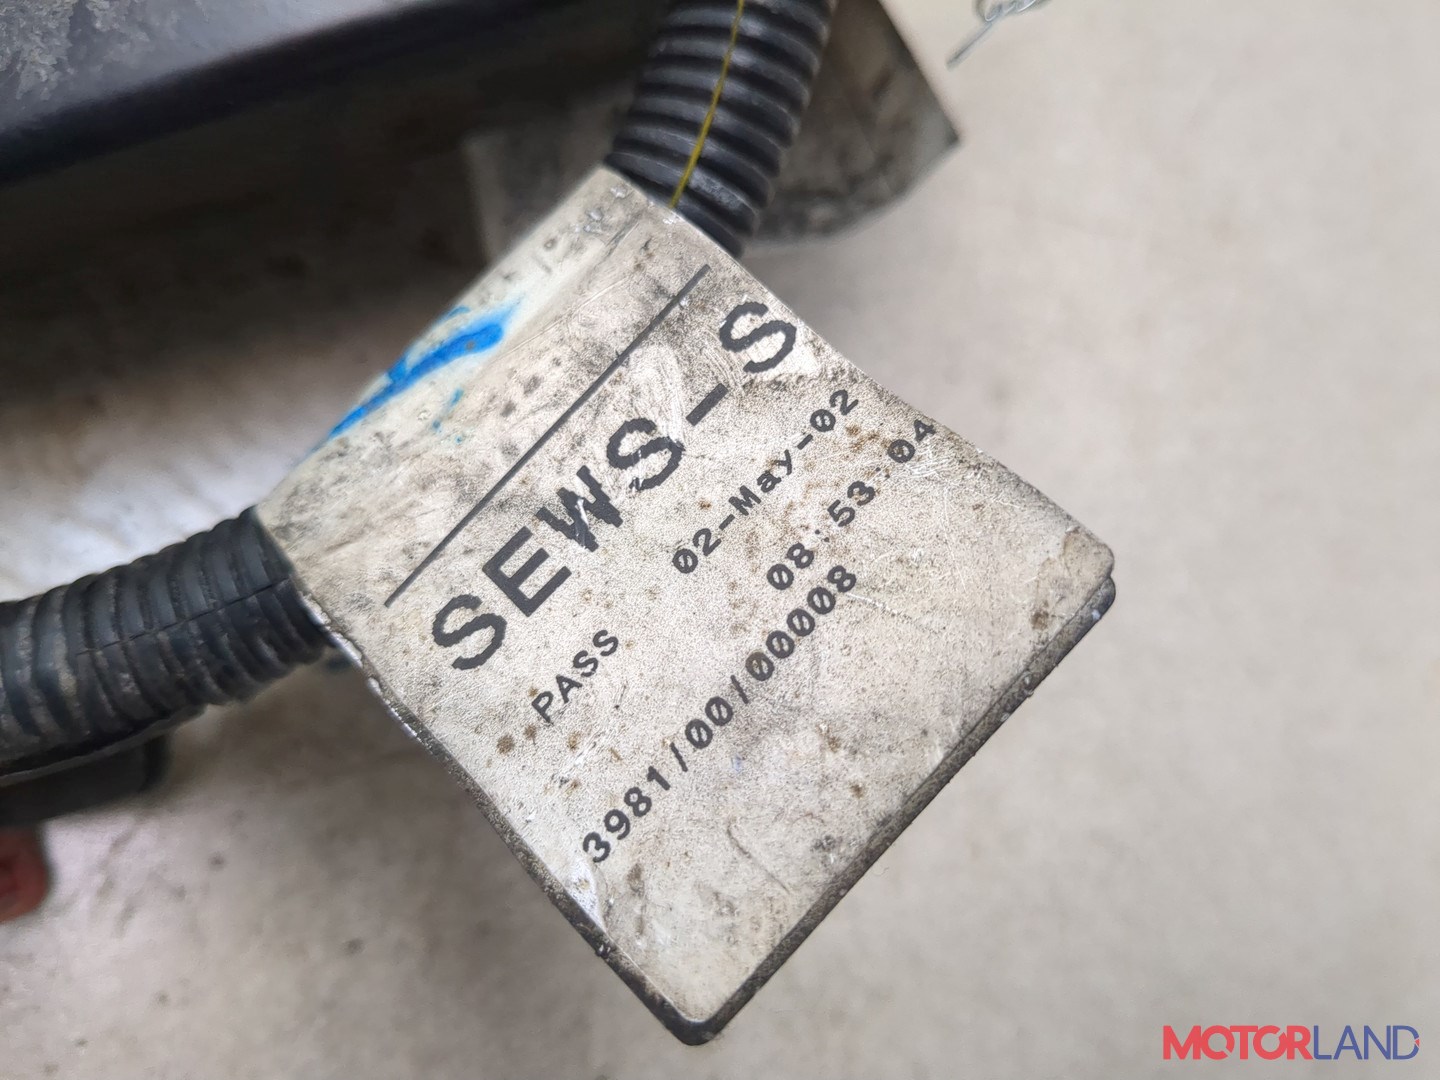 SEWS-S
PASS 02-May-02
08:53:04
3981/00/00008
MOTORLAND